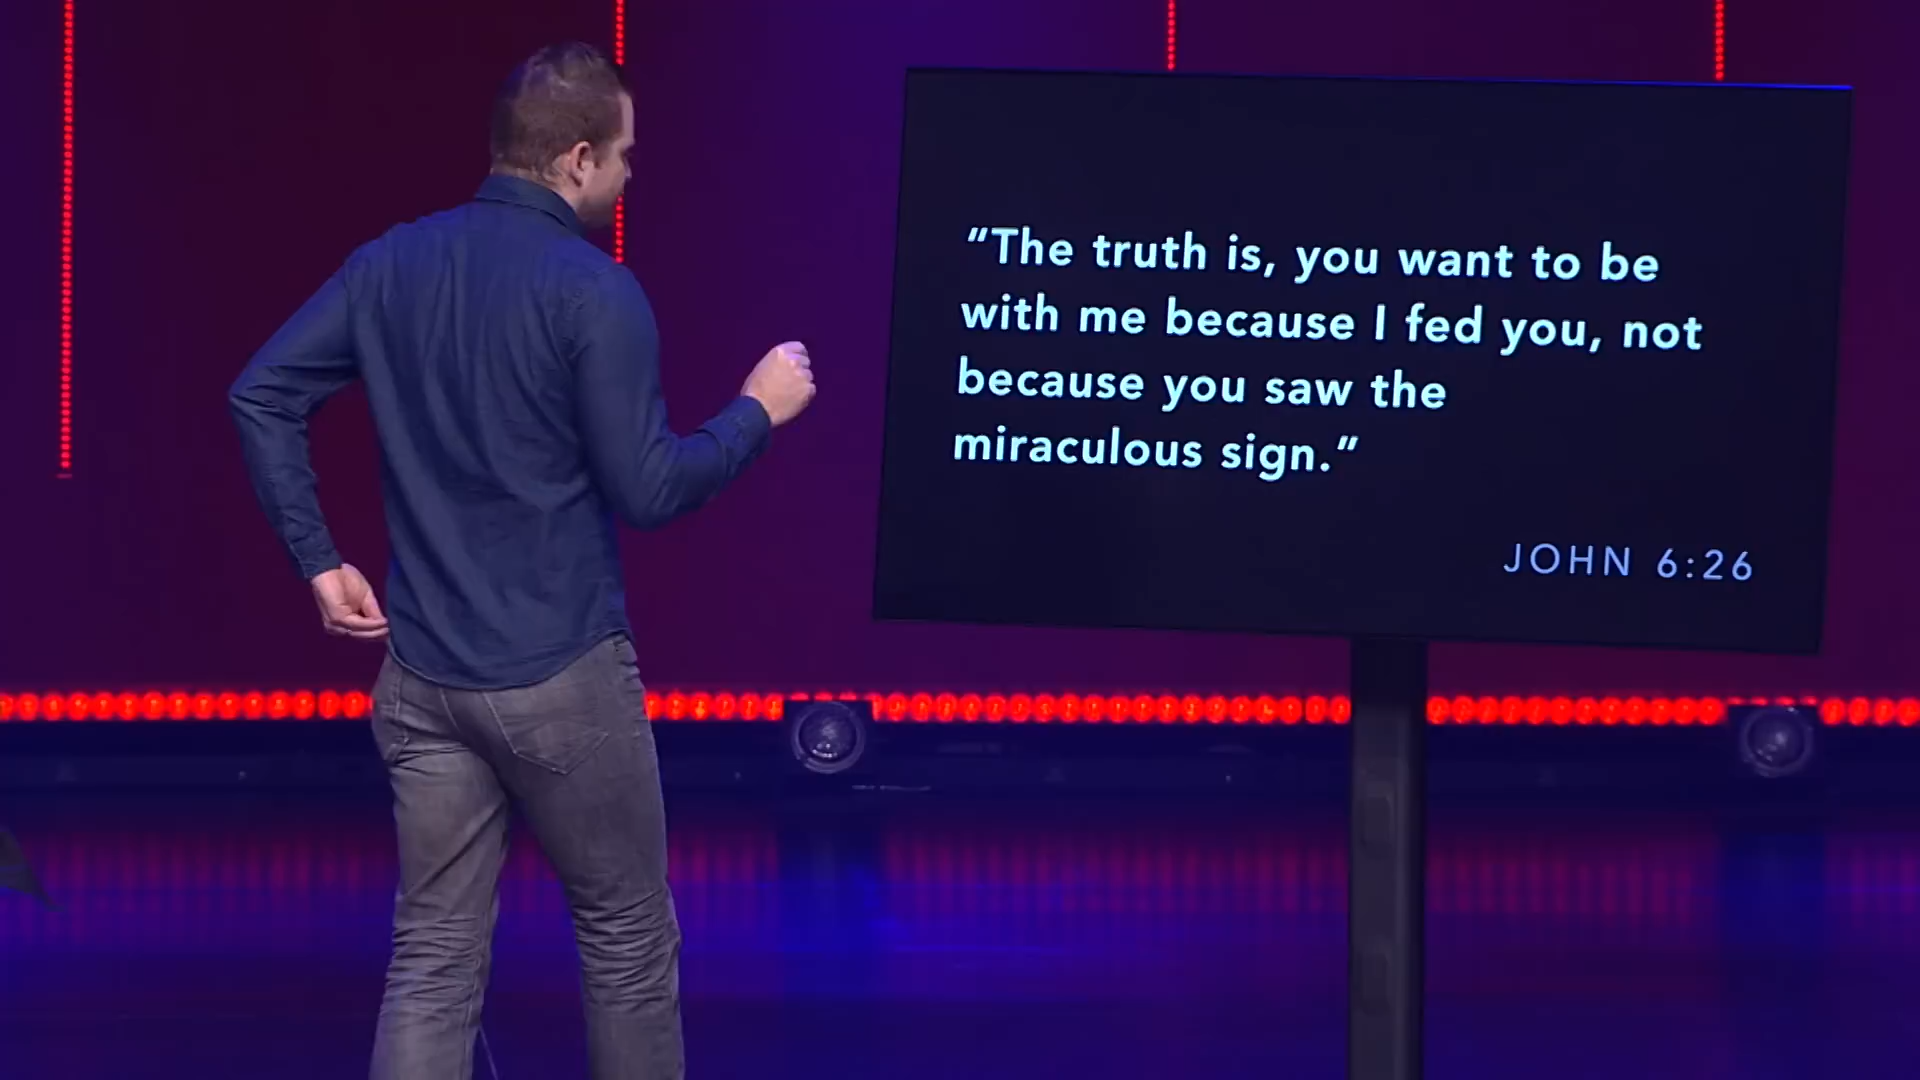 “The truth is, you want to be
with me because I fed you, not
because you saw the
miraculous sign.”
JOHN 6:26